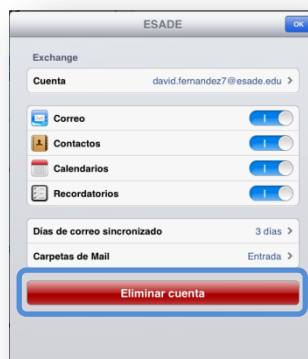 ESADE
OK
Exchange
Cuenta david.fernandez7@esade.edu >
Correo
Contactos
Calendarios
Recordatorios
Días de correo sincronizado 3 días >
Carpetas de Mail Entrada >
Eliminar cuenta